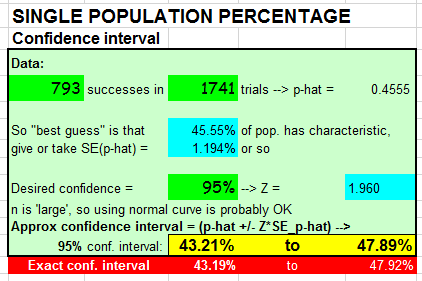 SINGLE POPULATION PERCENTAGE
Confidence interval
Data:
793 successes in 1741 trials --> p-hat = 0.4555
So "best guess" is that 45.55% of pop. has characteristic,
give or take SE(p-hat) = 1.194% or so
Desired confidence = 95% --> Z = 1.960
n is 'large', so using normal curve is probably OK
Approx confidence interval = (p-hat +/- Z*SE_p-hat) -->
95% conf. interval: 43.21% to 47.89%
Exact conf. interval 43.19% to 47.92%